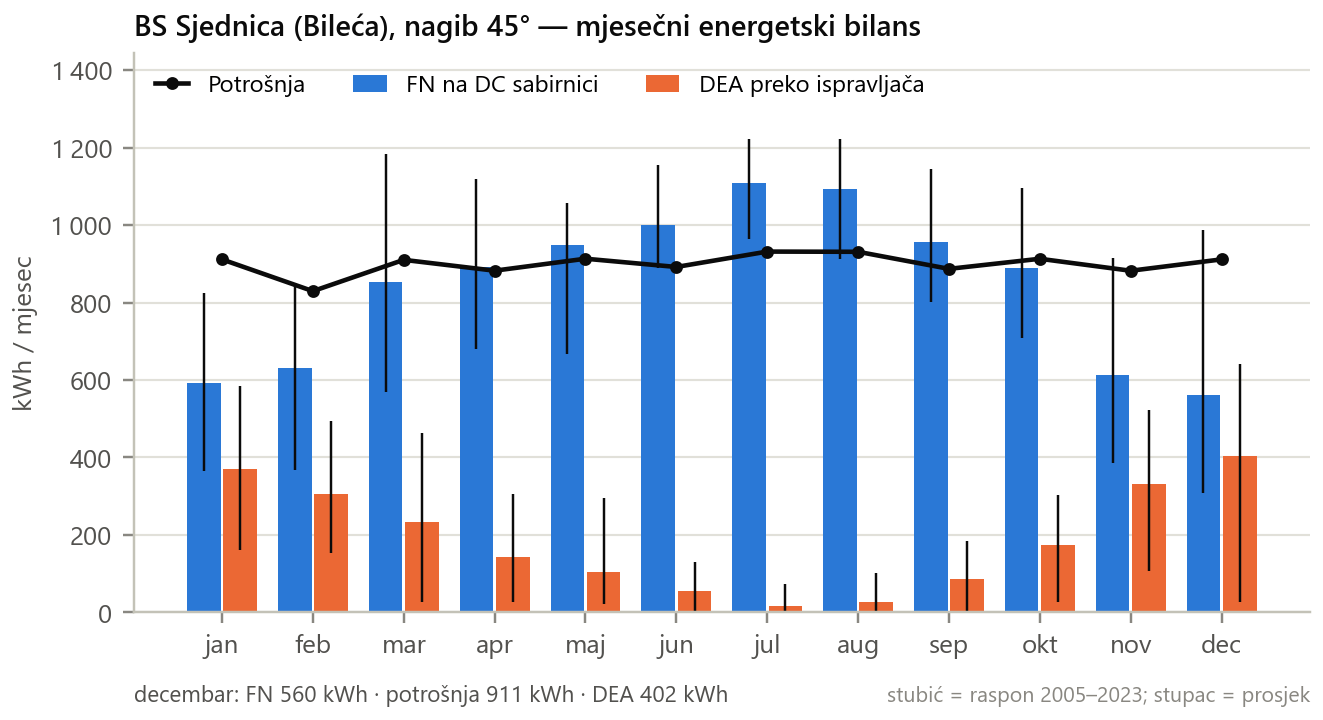 BS Sjednica (Bileća), nagib 45° — mjesečni energetski bilans
Potrošnja FN na DC sabirnici DEA preko ispravljača
kWh / mjesec
1 400
1 200
1 000
800
600
400
200
0
jan feb mar apr maj jun jul aug sep okt nov dec
decembar: FN 560 kWh · potrošnja 911 kWh · DEA 402 kWh
stubić = raspon 2005–2023; stupac = prosjek